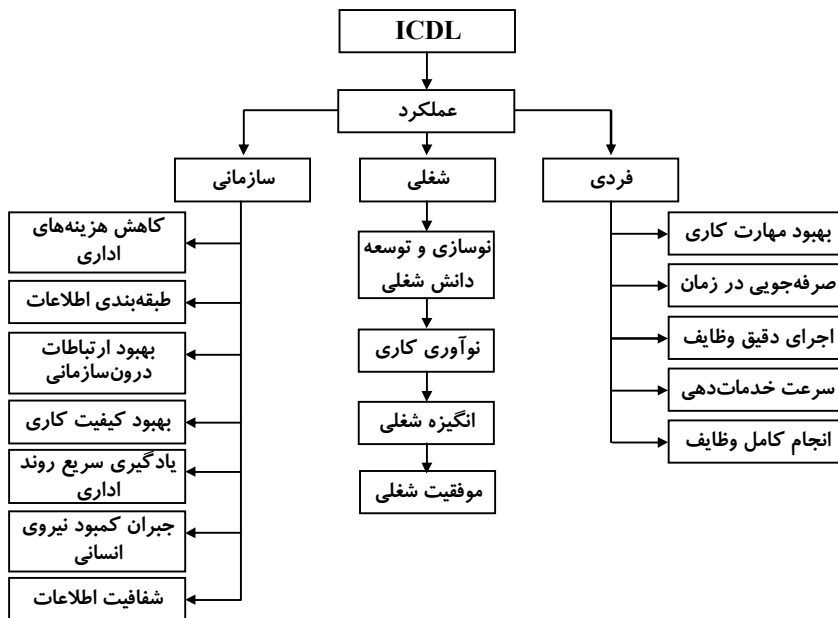 ICDL
عملکرد
فردی
شغلی
سازمانی
بهبود مهارت کاری
صرفه‌جویی در زمان
اجرای دقیق وظایف
سرعت خدمات‌دهی
انجام کامل وظایف
نوسازی و توسعه
دانش شغلی
نوآوری کاری
انگیزه شغلی
موفقیت شغلی
کاهش هزینه‌های
اداری
طبقه‌بندی اطلاعات
بهبود ارتباطات
درون‌سازمانی
بهبود کیفیت کاری
یادگیری سریع روند
اداری
جبران کمبود نیروی
انسانی
شفافیت اطلاعات